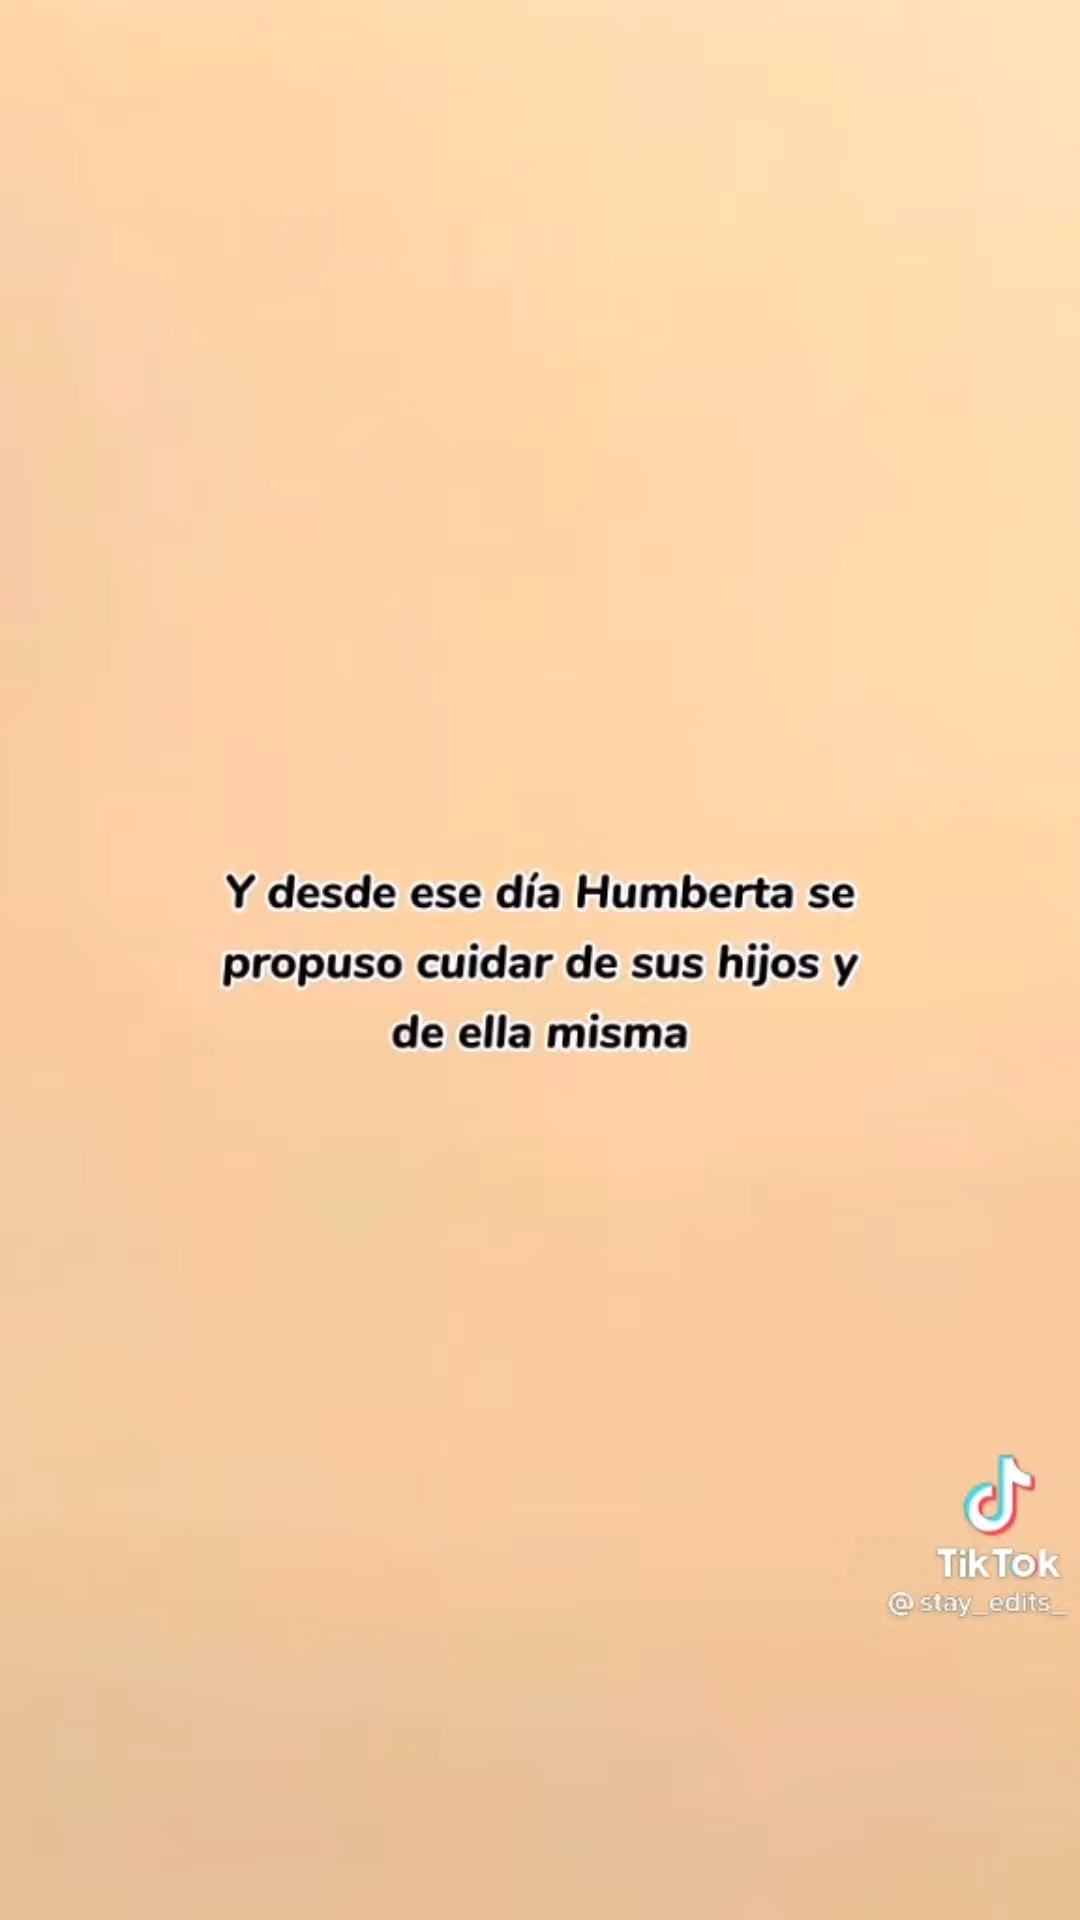 Y desde ese día Humberta se
propuso cuidar de sus hijos y
de ella misma
TikTok
@stay_edits_